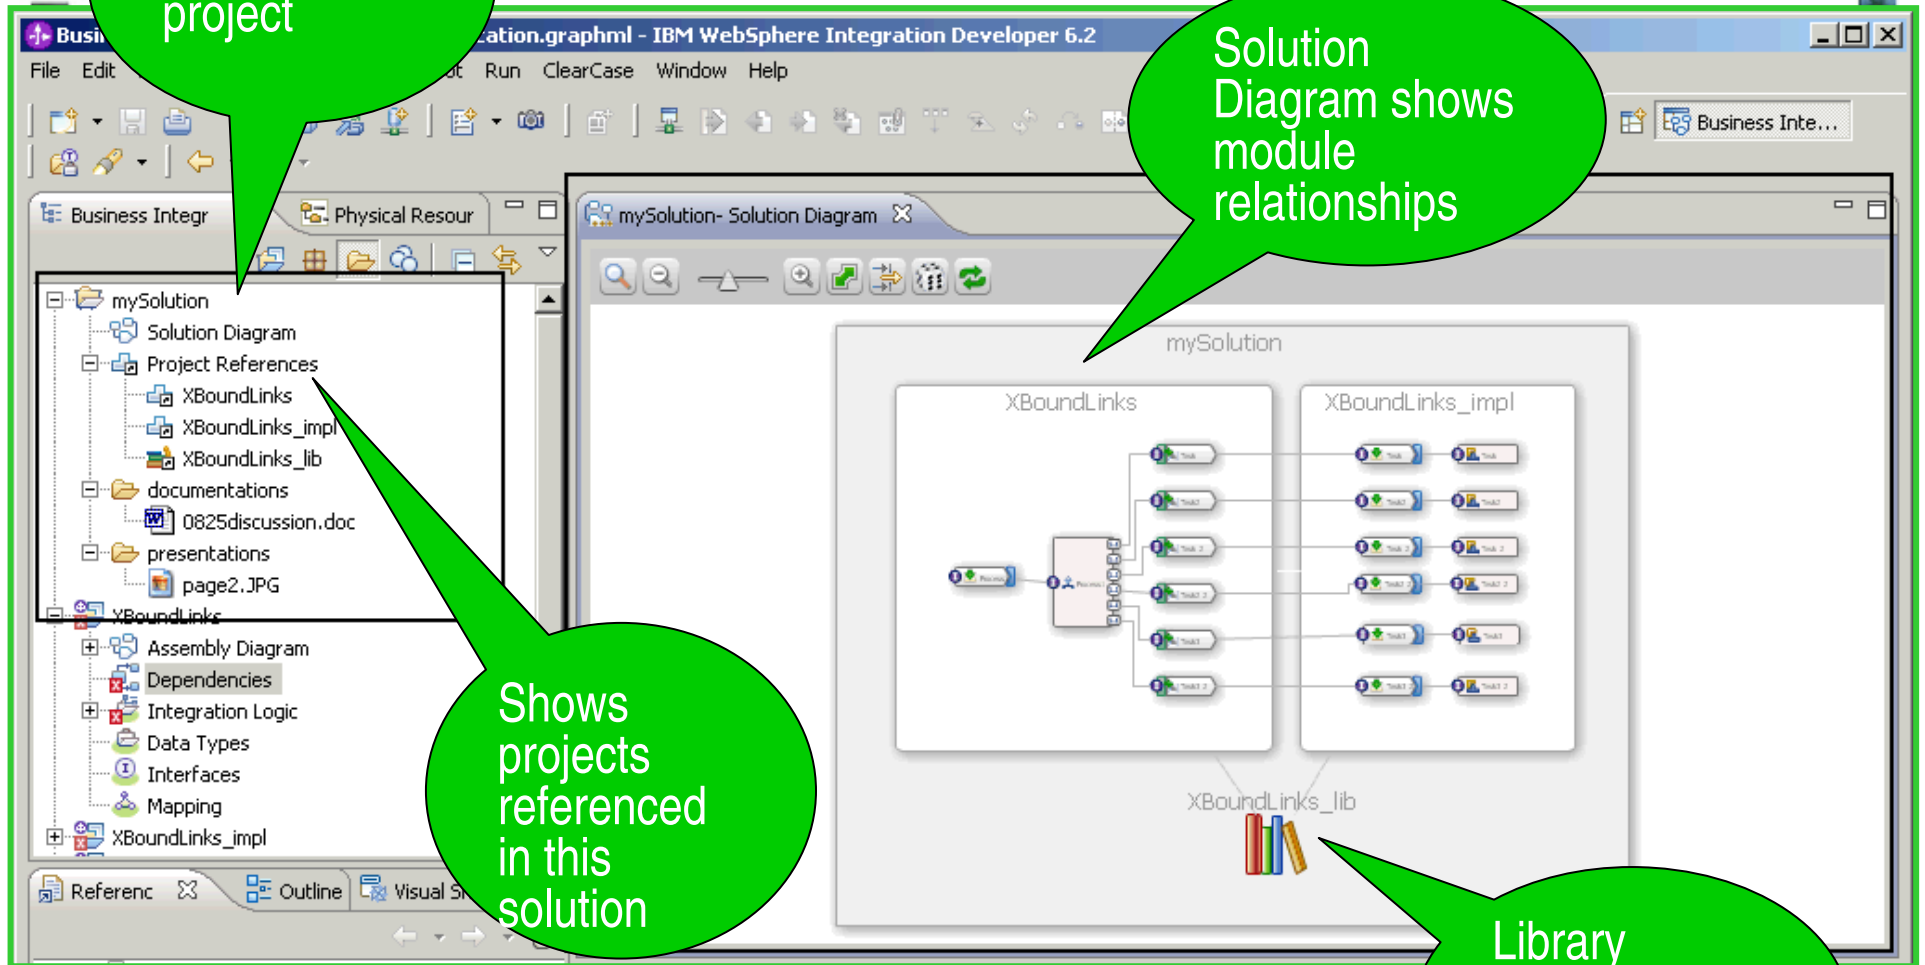 project
Busi
zation.graphml - IBM WebSphere Integration Developer 6.2
File Edit Run ClearCase Window Help
Solution
Diagram shows
module
relationships
Business Inte...
Business Integr
Physical Resour
mySolution- Solution Diagram
mySolution
Solution Diagram
Project References
XBoundLinks
XBoundLinks_impl
XBoundLinks_lib
documentations
0825discussion.doc
presentations
page2.JPG
XBoundLinks
Assembly Diagram
Dependencies
Integration Logic
Data Types
Interfaces
Mapping
XBoundLinks_impl
mySolution
XBoundLinks
XBoundLinks_impl
XBoundLinks_lib
Shows
projects
referenced
in this
solution
Referenc
Outline
Visual
Library